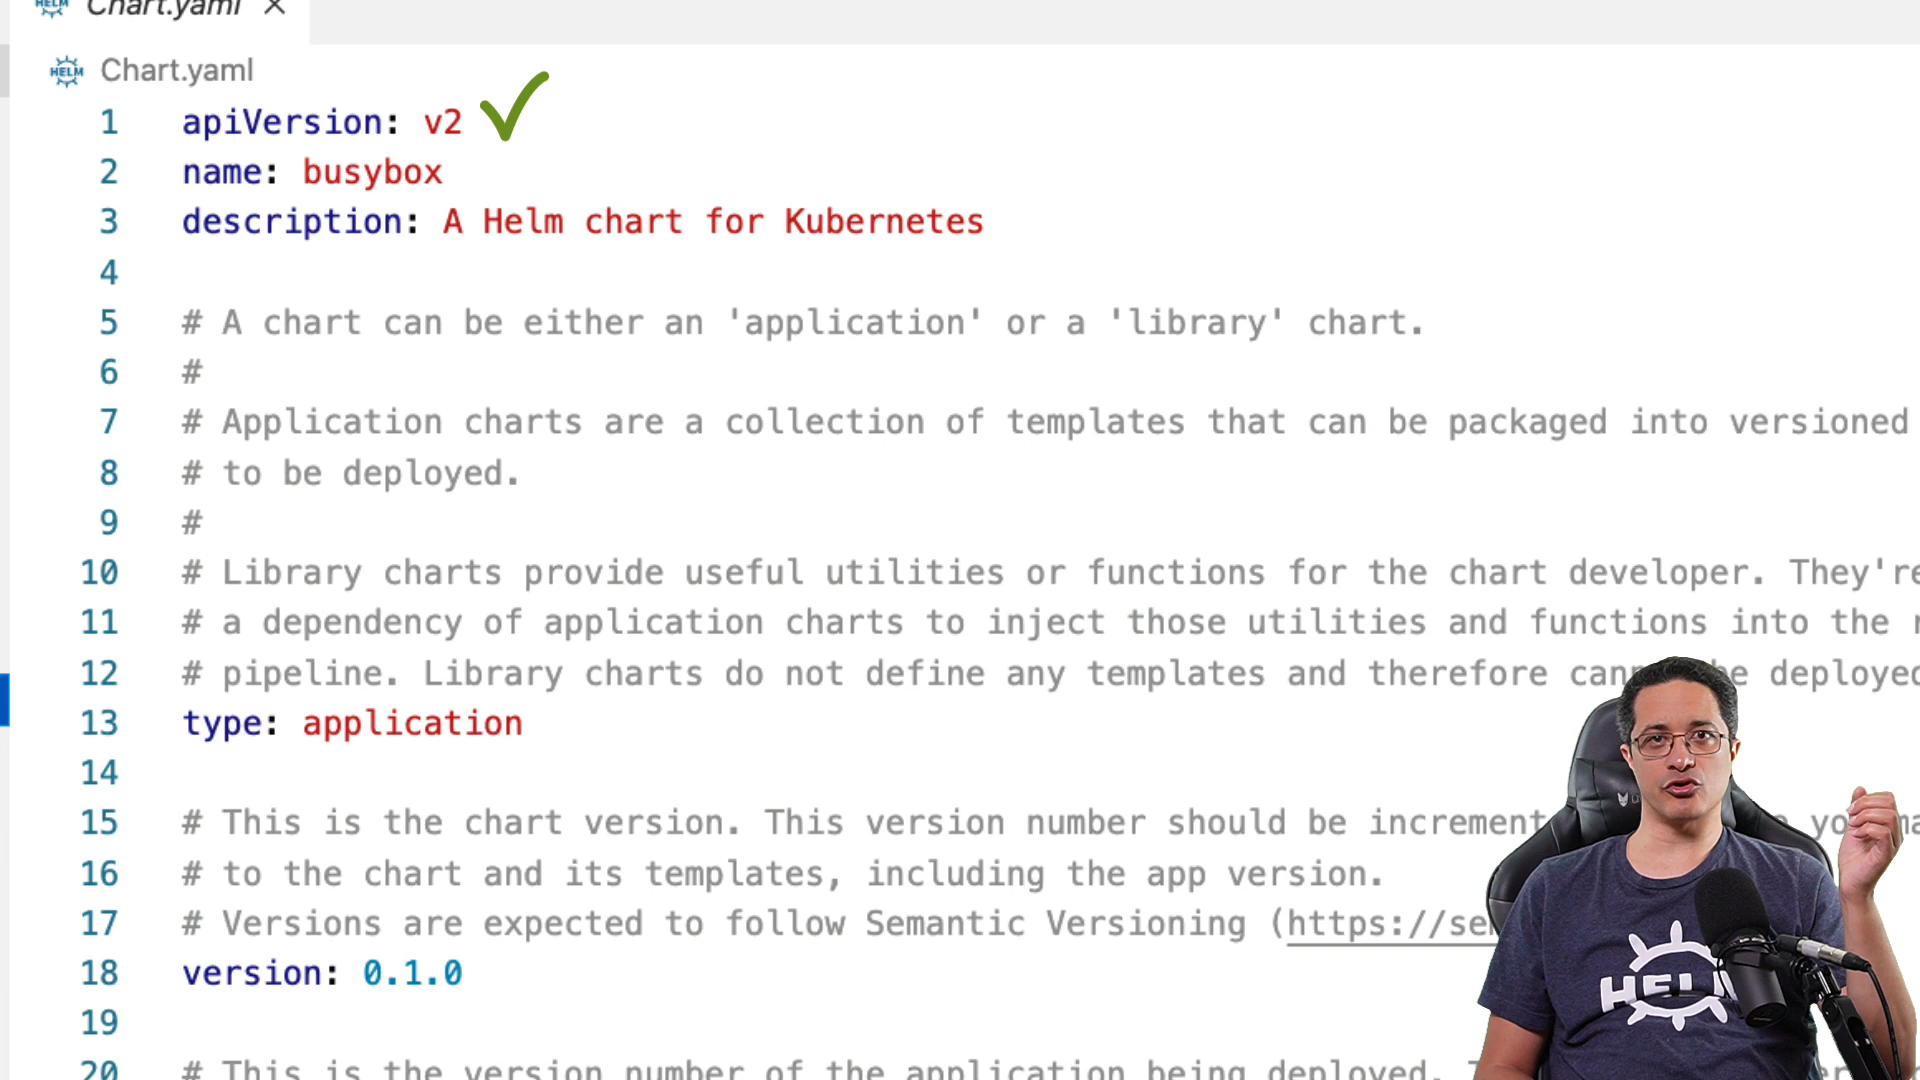 HELM Chart.yaml ×
HELM Chart.yaml
1 apiVersion: v2
2 name: busybox
3 description: A Helm chart for Kubernetes
4
5 # A chart can be either an 'application' or a 'library' chart.
6 #
7 # Application charts are a collection of templates that can be packaged into versioned
8 # to be deployed.
9 #
10 # Library charts provide useful utilities or functions for the chart developer. They're
11 # a dependency of application charts to inject those utilities and functions into the
12 # pipeline. Library charts do not define any templates and therefore be deployed
13 type: application
14
15 # This is the chart version. This version number should be increment
16 # to the chart and its templates, including the app version.
17 # Versions are expected to follow Semantic Versioning (https://se
18 version: 0.1.0
19
20 # This is the version number of the application being deployed.
HELM